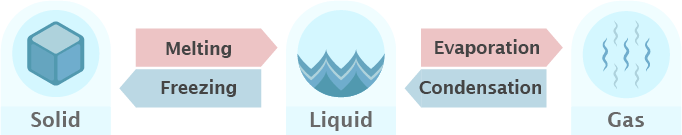 Melting
Freezing
Evaporation
Condensation
Solid
Liquid
Gas